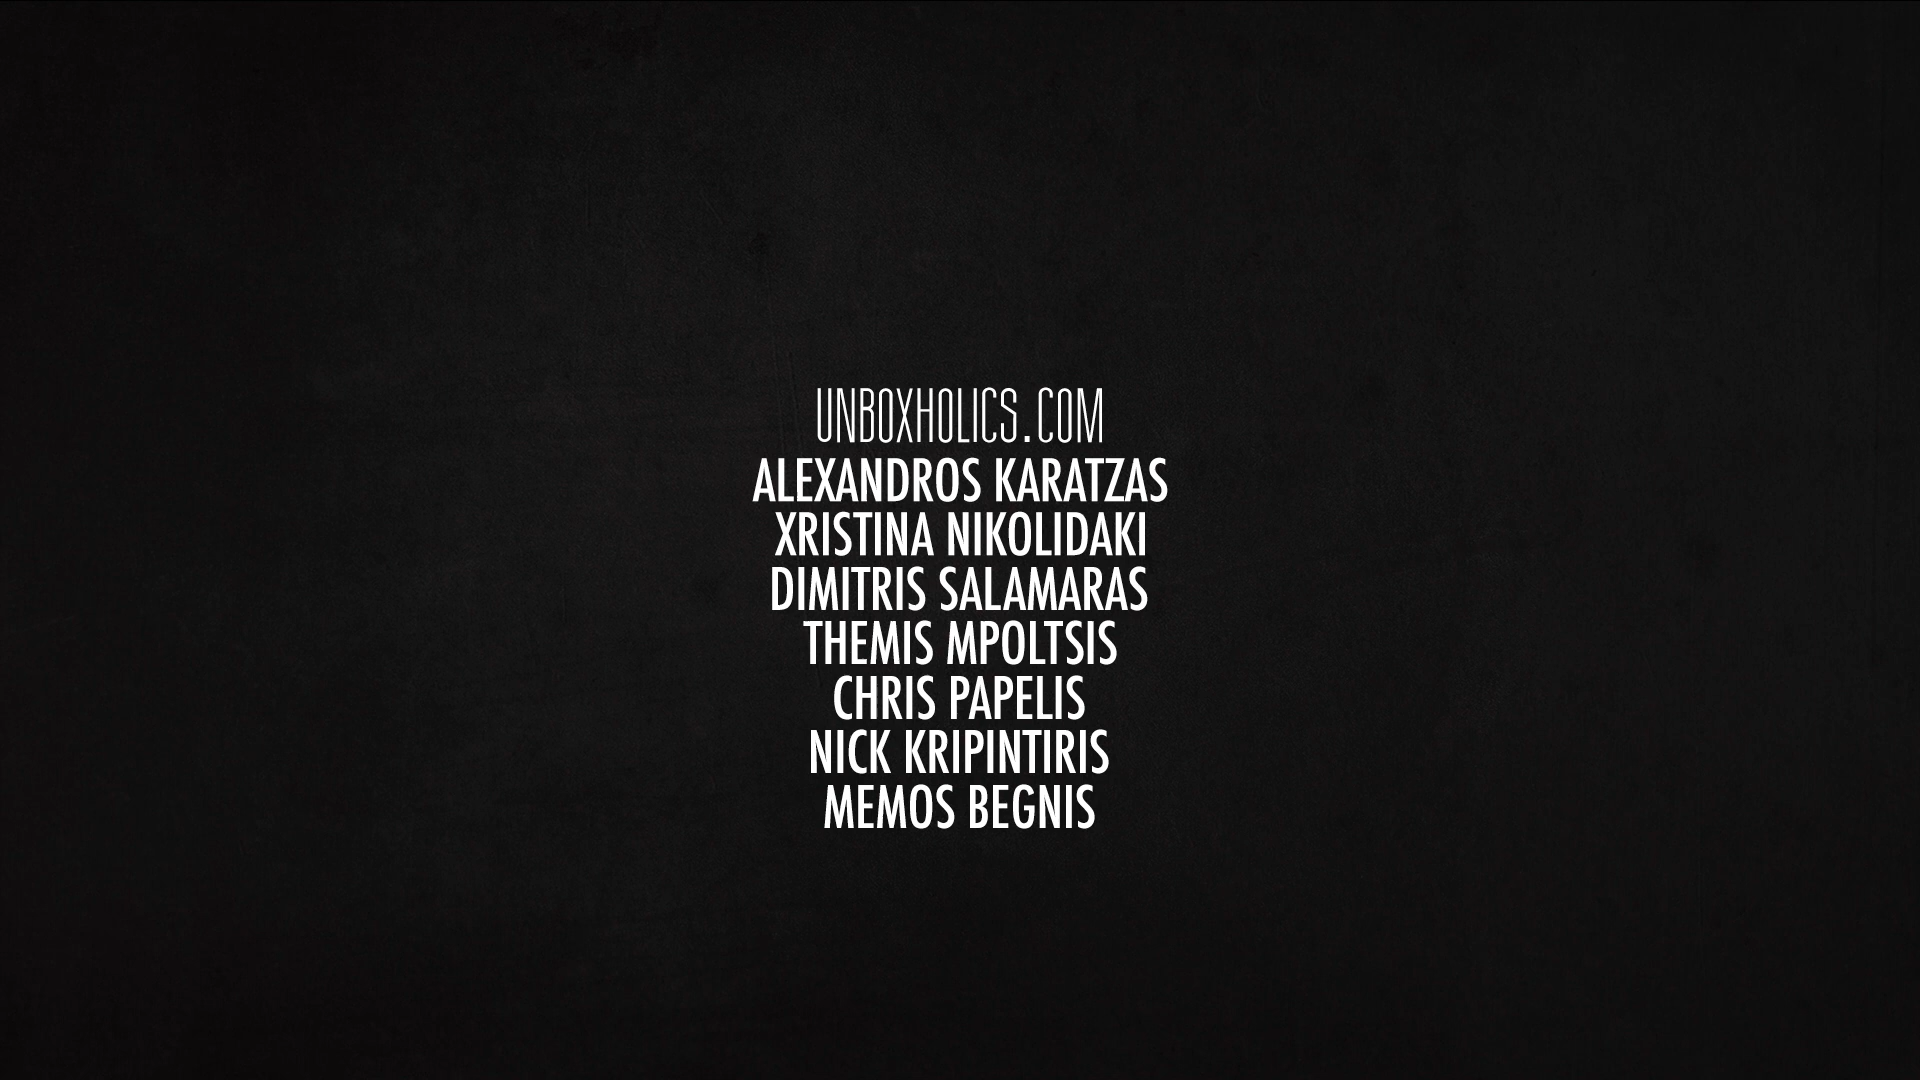 UNBOXHOLICS.COM
ALEXANDROS KARATZAS
XRISTINA NIKOLIDAKI
DIMITRIS SALAMARAS
THEMIS MPOLTSIS
CHRIS PAPELIS
NICK KRIPINTIRIS
MEMOS BEGNIS